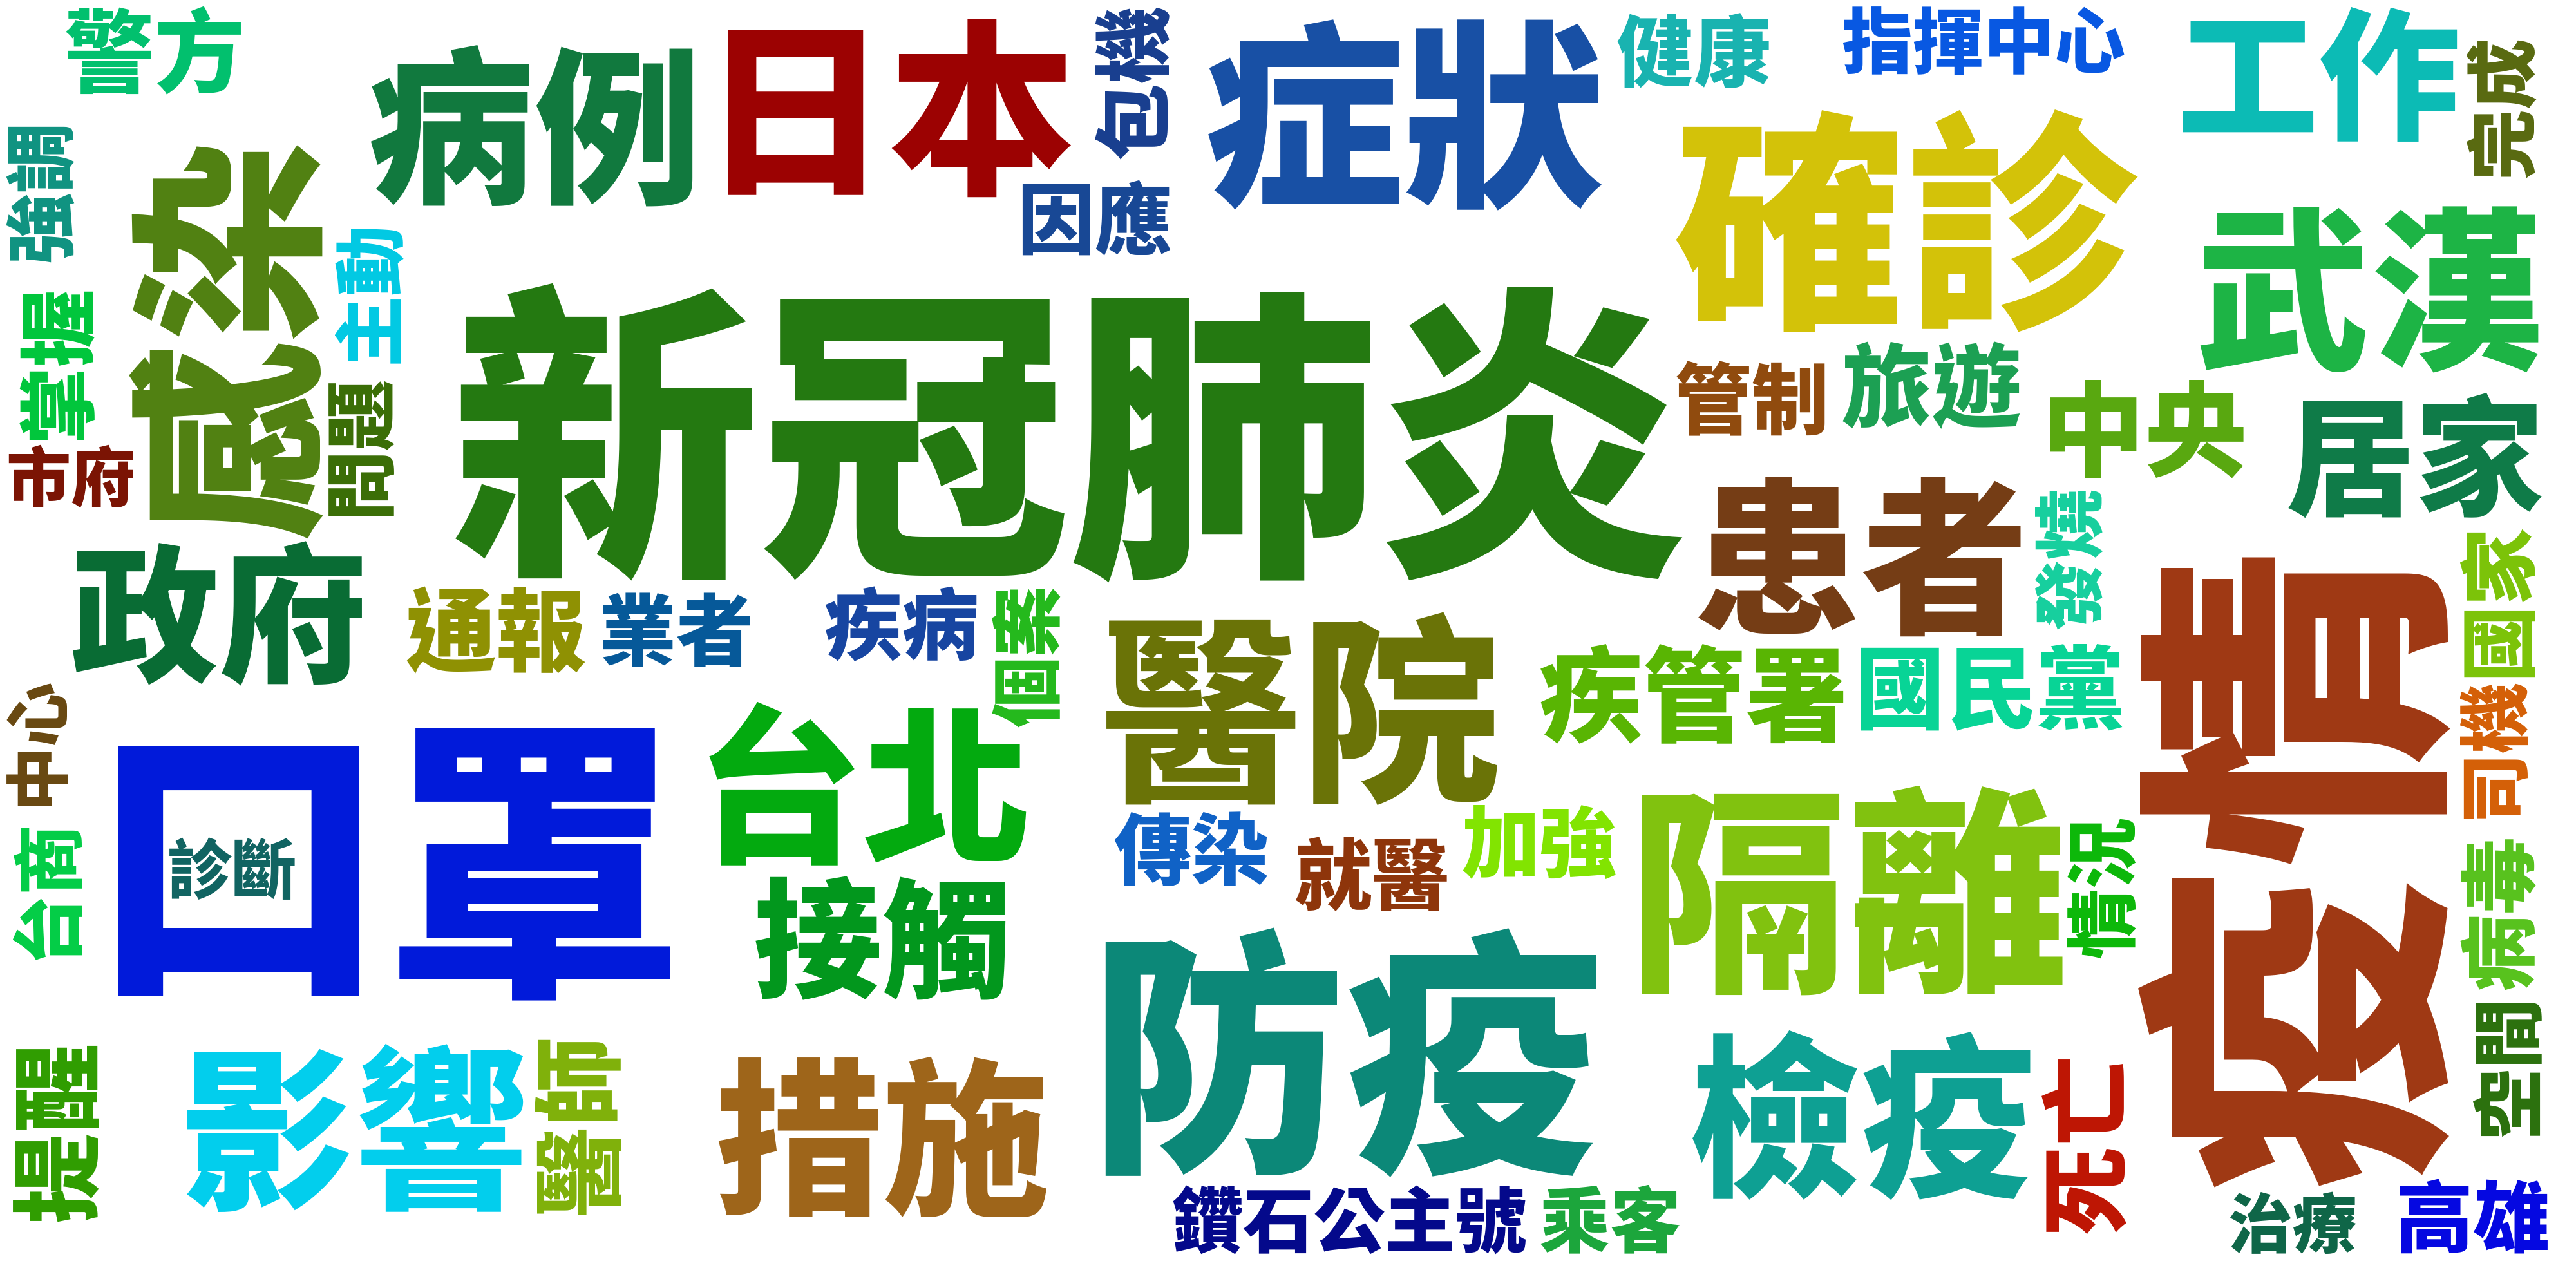 警方
病例
日本
包機
症狀
健康
指揮中心
工作
完成
強調
感染
主動
因應
確診
武漢
掌握
問題
新冠肺炎
管制
旅遊
中央
居家
市府
患者
發燒
疫情
國家
政府
通報
業者
疾病
個案
醫院
疾管署
國民黨
司機
中心
口罩
診斷
台北
傳染
就醫
加強
隔離
情況
病毒
台商
接觸
防疫
空間
提醒
影響
醫師
措施
檢疫
死亡
鑽石公主號
乘客
治療
高雄